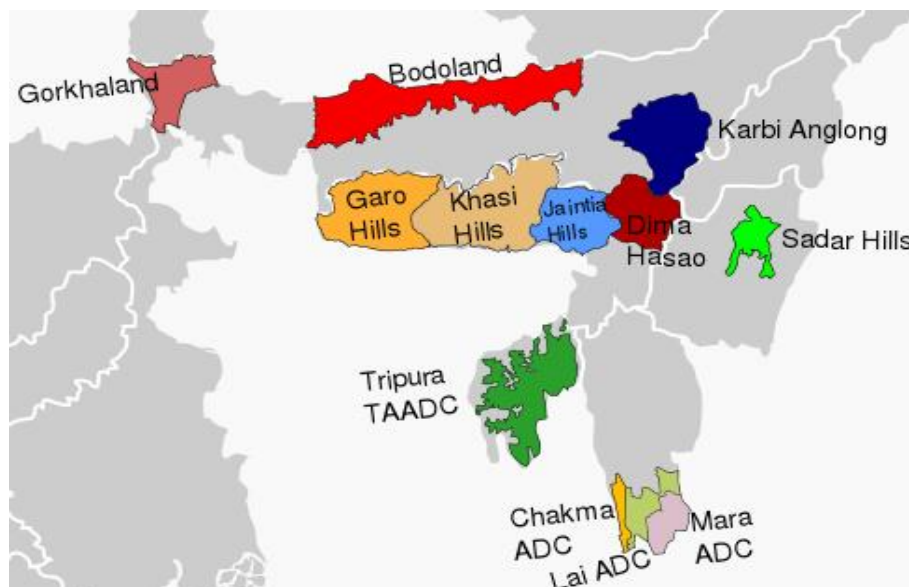 Gorkhaland
Bodoland
Karbi Anglong
Garo
Hills
Khasi
Hills
Jaintia
Hills
Dima
Hasao
Sadar Hills
Tripura
TAADC
Chakma
ADC
Lai ADC
Mara
ADC